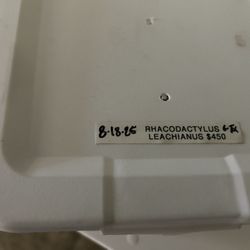 8-18-25 RHACODACTYLUS
LEACHIANUS $450